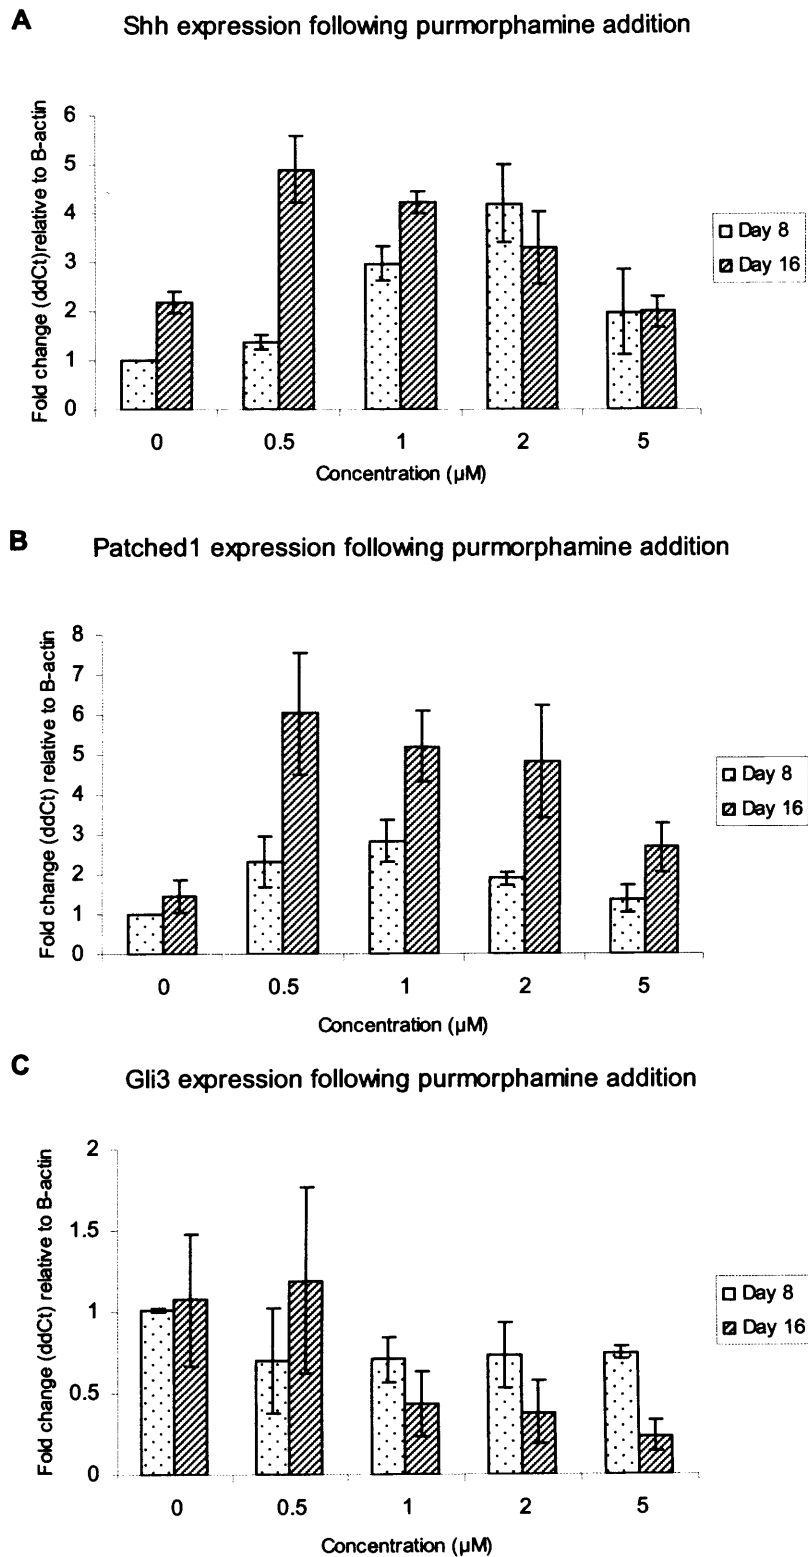 A
Shh expression following purmorphamine addition
Fold change (ddCt)relative to B-actin
6
5
4
3
2
1
0
0 0.5 1 2 5
Concentration (µM)
Day 8
Day 16
B
Patched1 expression following purmorphamine addition
Fold change (ddCt) relative to B-actin
8
7
6
5
4
3
2
1
0
0 0.5 1 2 5
Concentration (µM)
Day 8
Day 16
C
Gli3 expression following purmorphamine addition
Fold change (ddCt) relative to B-actin
2
1.5
1
0.5
0
0 0.5 1 2 5
Concentration (µM)
Day 8
Day 16